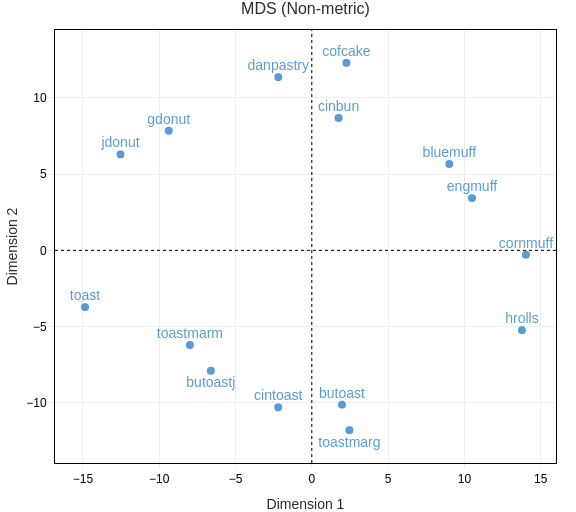 MDS (Non-metric)
cofcake
danpastry
cinbun
gdonut
jdonut
bluemuff
engmuff
cornmuff
toast
hrolls
toastmarm
butoastj
cintoast
butoast
toastmarg
10
5
0
−5
−10
Dimension 2
−15
−10
−5
0
5
10
15
Dimension 1